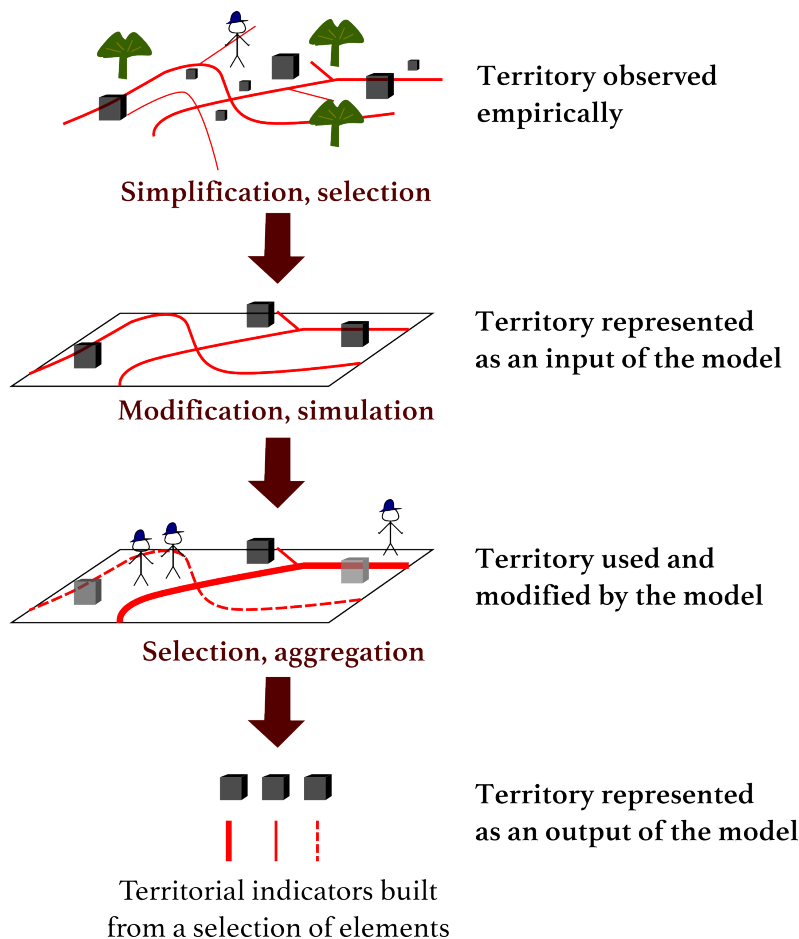 Territory observed
empirically
Simplification, selection
Territory represented
as an input of the model
Modification, simulation
Territory used and
modified by the model
Selection, aggregation
Territory represented
as an output of the model
Territorial indicators built
from a selection of elements